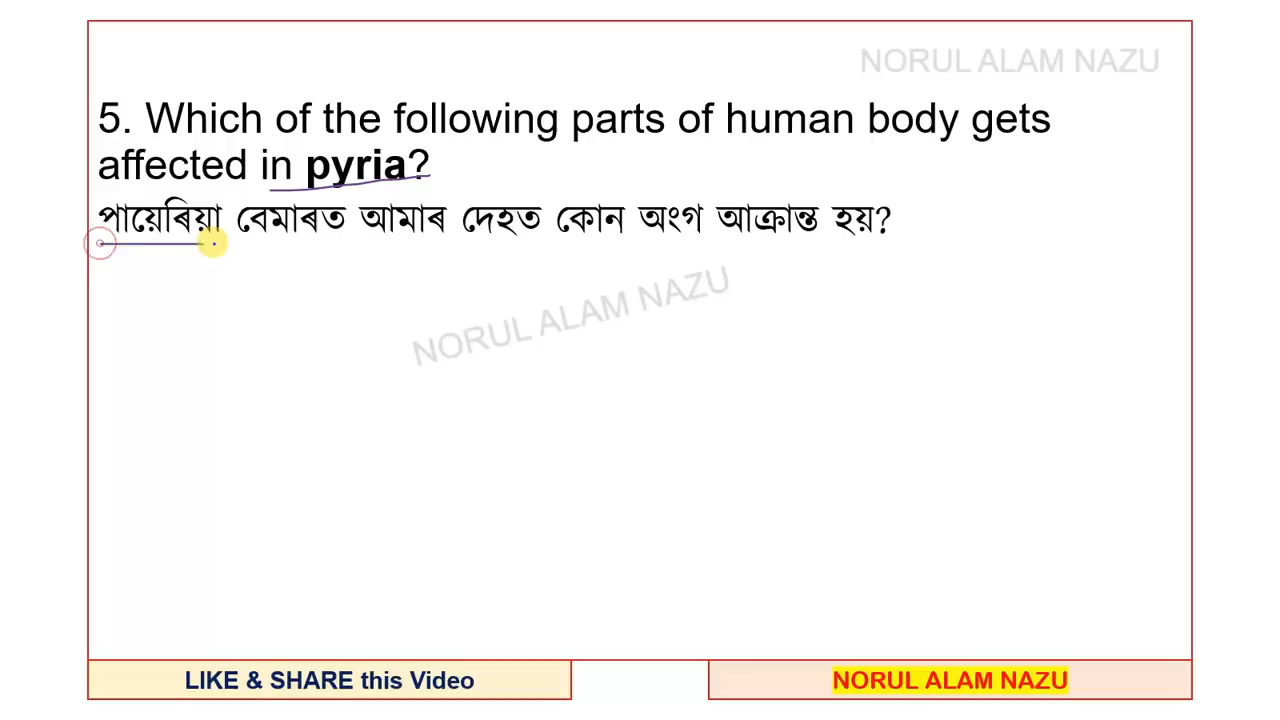 NORUL ALAM NAZU
5. Which of the following parts of human body gets
affected in pyria?
পায়েৰিয়া বেমাৰত আমাৰ দেহত কোন অংগ আক্ৰান্ত হয়?
NORUL ALAM NAZU
LIKE & SHARE this Video
NORUL ALAM NAZU